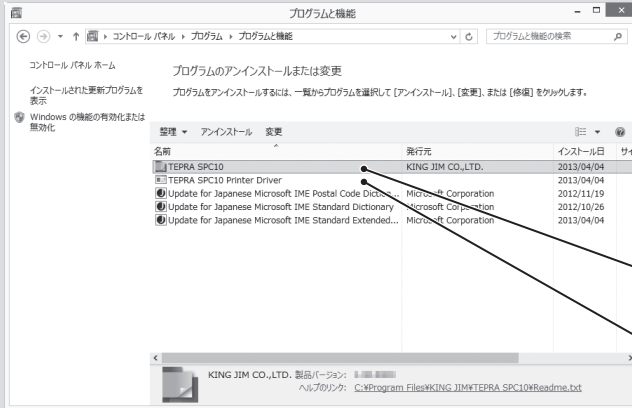 プログラムと機能
コントロール パネル ▸ プログラム ▸ プログラムと機能
プログラムと機能の検索
コントロール パネル ホーム
インストールされた更新プログラムを
表示
Windows の機能の有効化または
無効化
プログラムのアンインストールまたは変更
プログラムをアンインストールするには、一覧からプログラムを選択して [アンインストール]、[変更]、または [修復] をクリックします。
整理 ▾ アンインストール 変更
名前 発行元 インストール日 サイ
TEPRA SPC10 KING JIM CO.,LTD. 2013/04/04
TEPRA SPC10 Printer Driver 2013/04/04
Update for Japanese Microsoft IME Postal Code Dictio... Microsoft Corporation 2012/11/19
Update for Japanese Microsoft IME Standard Dictionary Microsoft Corporation 2012/10/26
Update for Japanese Microsoft IME Standard Extended... Microsoft Corporation 2013/04/04
KING JIM CO.,LTD. 製品バージョン:
ヘルプのリンク: C:¥Program Files¥KING JIM¥TEPRA SPC10¥Readme.txt